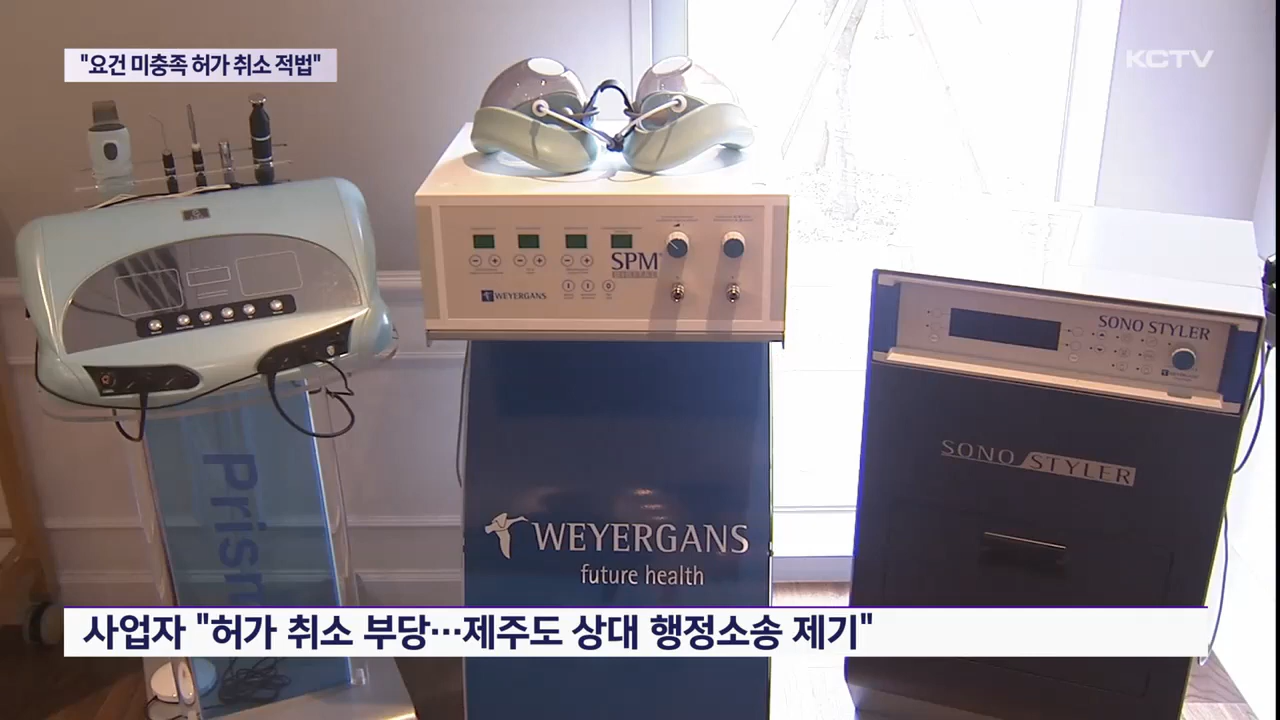 "요건 미충족 허가 취소 적법"
KCTV
SPM
DIGITAL
WEYERGANS
SONO STYLER
SONO STYLER
Prism
WEYERGANS
future health
사업자 "허가 취소 부당…제주도 상대 행정소송 제기"